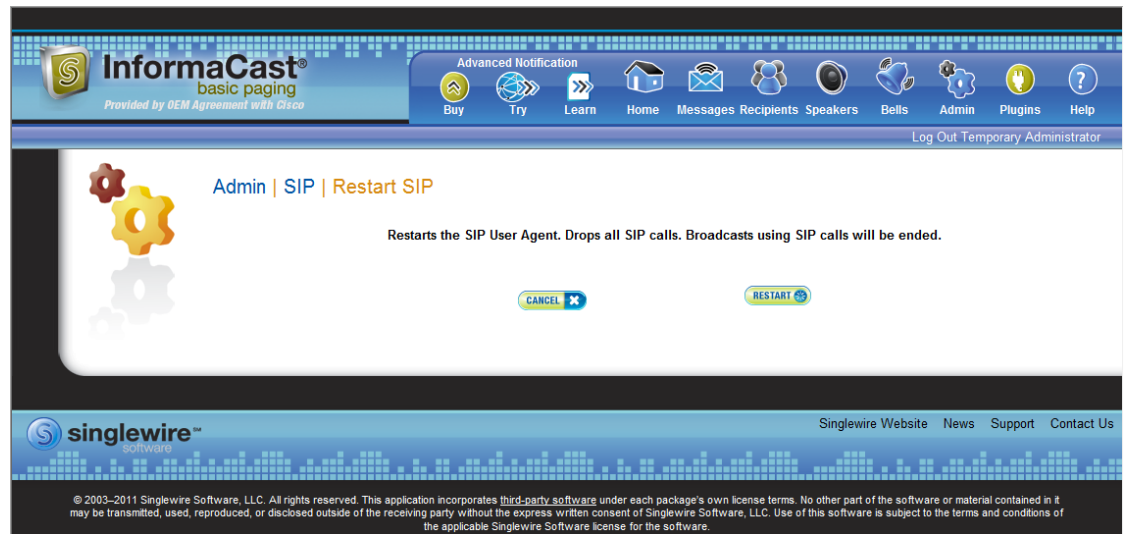 InformaCast®
basic paging
Provided by OEM Agreement with Cisco
Advanced Notification
Buy Try Learn Home Messages Recipients Speakers Bells Admin Plugins Help
Log Out Temporary Administrator
Admin | SIP | Restart SIP
Restarts the SIP User Agent. Drops all SIP calls. Broadcasts using SIP calls will be ended.
CANCEL RESTART
singlewire℠
software
Singlewire Website News Support Contact Us
© 2003–2011 Singlewire Software, LLC. All rights reserved. This application incorporates third-party software under each package's own license terms. No other part of the software or material contained in it
may be transmitted, used, reproduced, or disclosed outside of the receiving party without the express written consent of Singlewire Software, LLC. Use of this software is subject to the terms and conditions of
the applicable Singlewire Software license for the software.